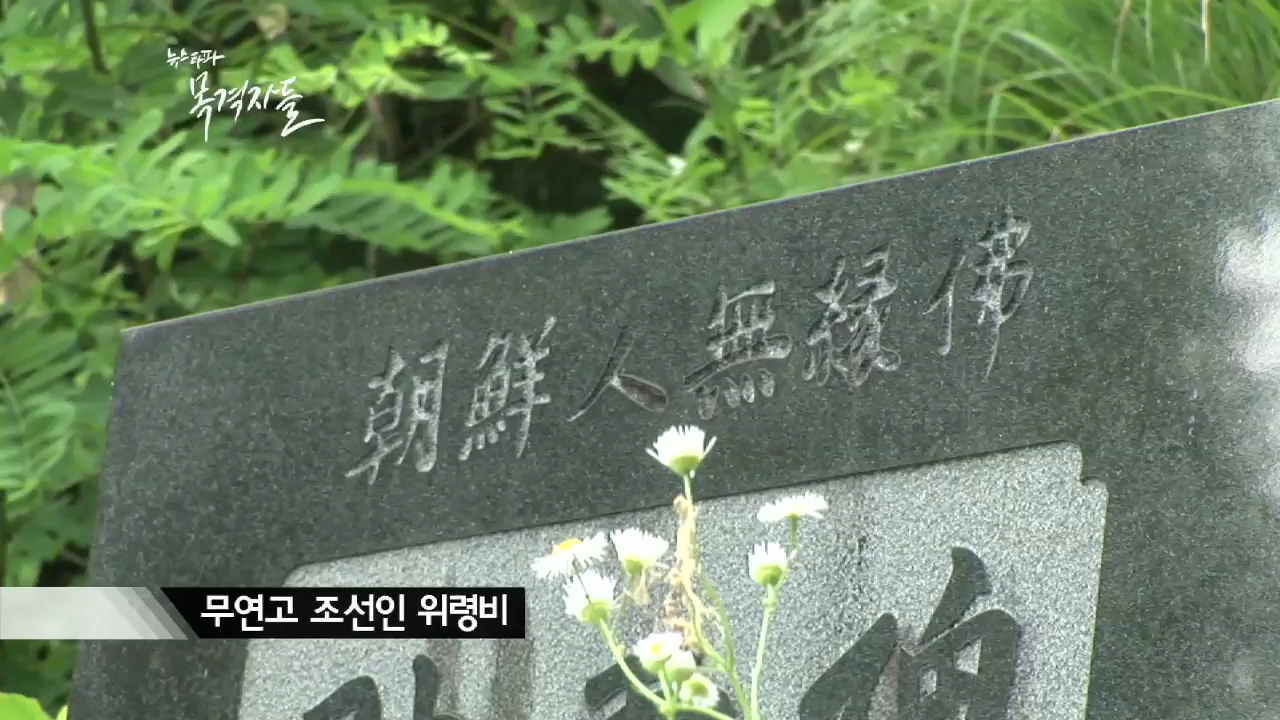 뉴스타파
목격자들
朝鮮人無縁佛
무연고 조선인 위령비